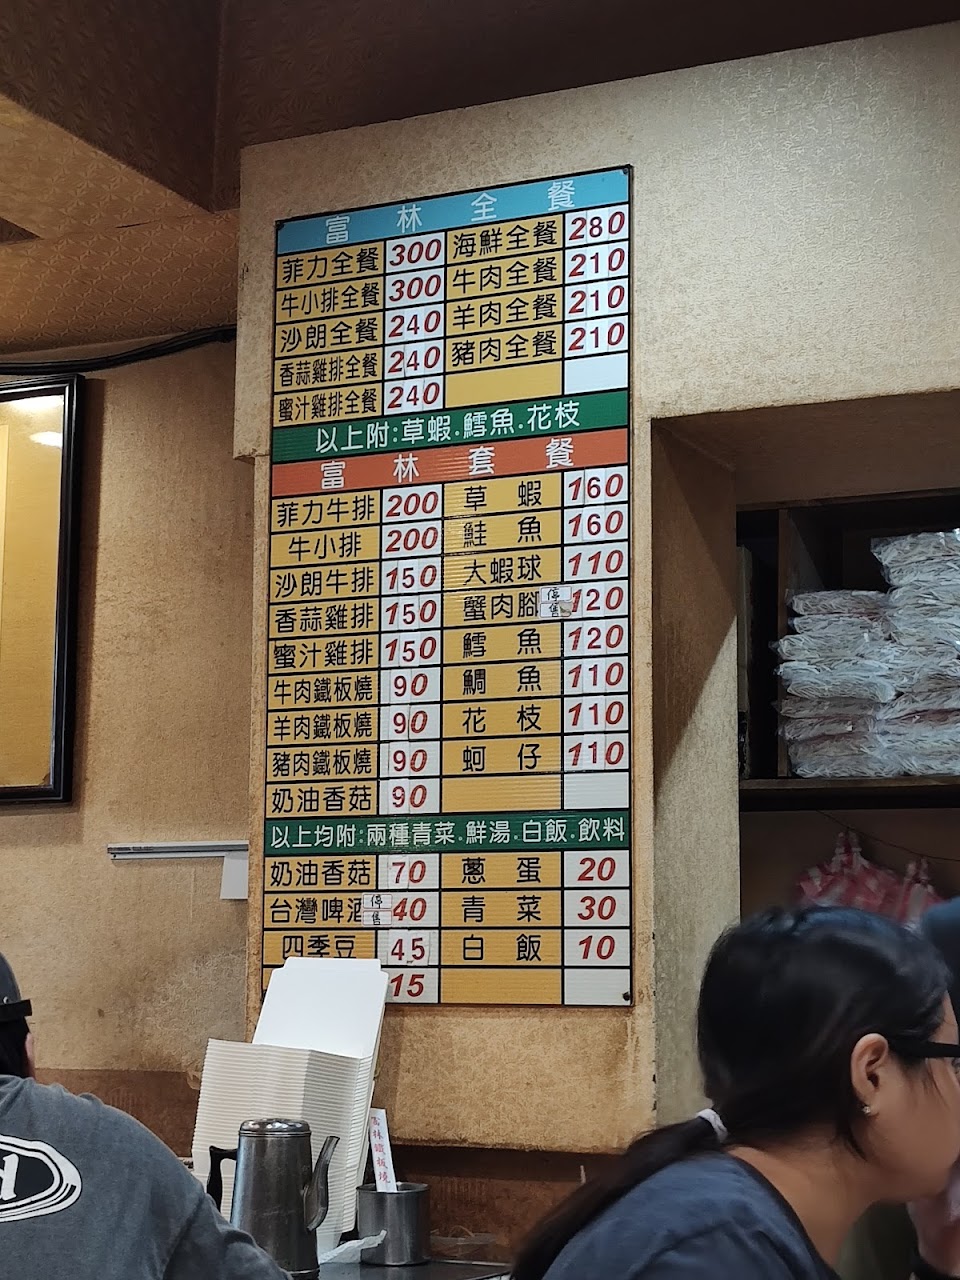 富林全餐
菲力全餐 300 海鮮全餐 280
牛小排全餐 300 牛肉全餐 210
沙朗全餐 240 羊肉全餐 210
香蒜雞排全餐 240 豬肉全餐 210
蜜汁雞排全餐 240
以上附:草蝦.鱈魚.花枝
富林套餐
菲力牛排 200 草蝦 160
牛小排 200 鮭魚 160
沙朗牛排 150 大蝦球 110
香蒜雞排 150 蟹肉腳 停售 120
蜜汁雞排 150 鱈魚 120
牛肉鐵板燒 90 鯛魚 110
羊肉鐵板燒 90 花枝 110
豬肉鐵板燒 90 蚵仔 110
奶油香菇 90
以上均附:兩種青菜.鮮湯.白飯.飲料
奶油香菇 70 蔥蛋 20
台灣啤酒 停售 40 青菜 30
四季豆 45 白飯 10
15
富林鐵板燒